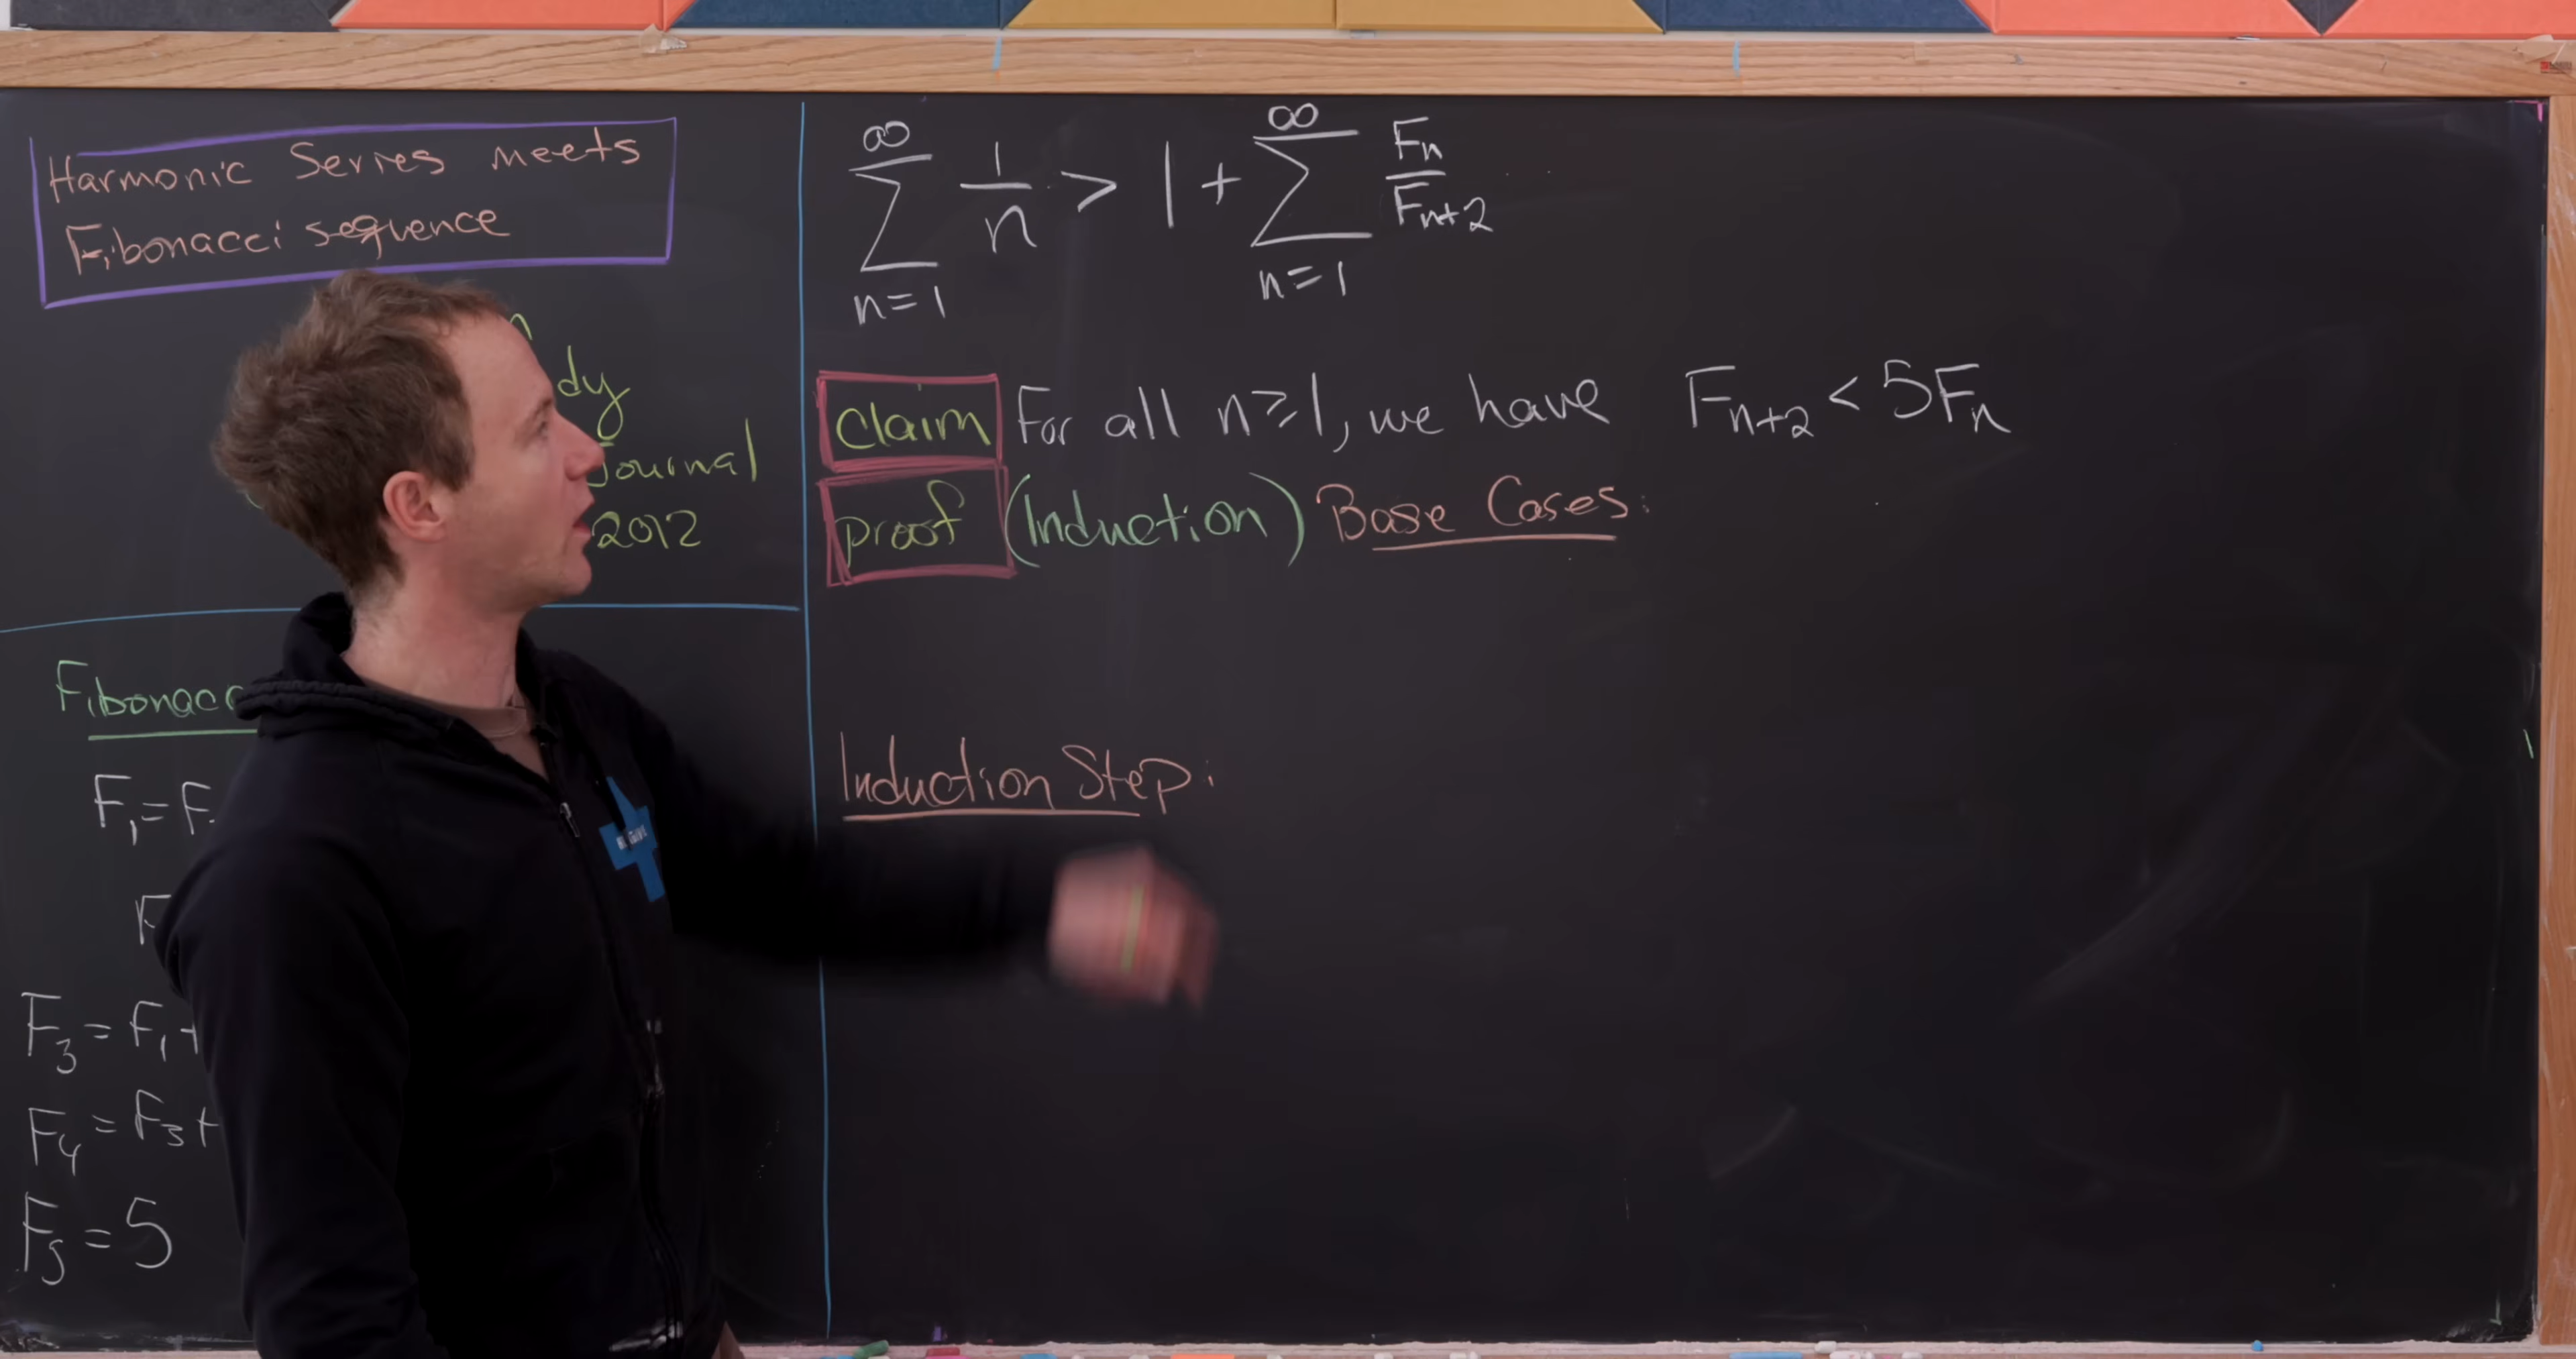 Harmonic Series meets
Fibonacci sequence
dy
Journal
2012
Fibonacc
F₁ = F
F
F₃ = F₁ +
F₄ = F₃ +
F₅ = 5
∞ ∑ n=1 1/n > 1 + ∞ ∑ n=1 Fₙ/Fₙ₊₂
claim For all n ≥ 1, we have Fₙ₊₂ < 5Fₙ
proof (Induction) Base Cases:
Induction Step: